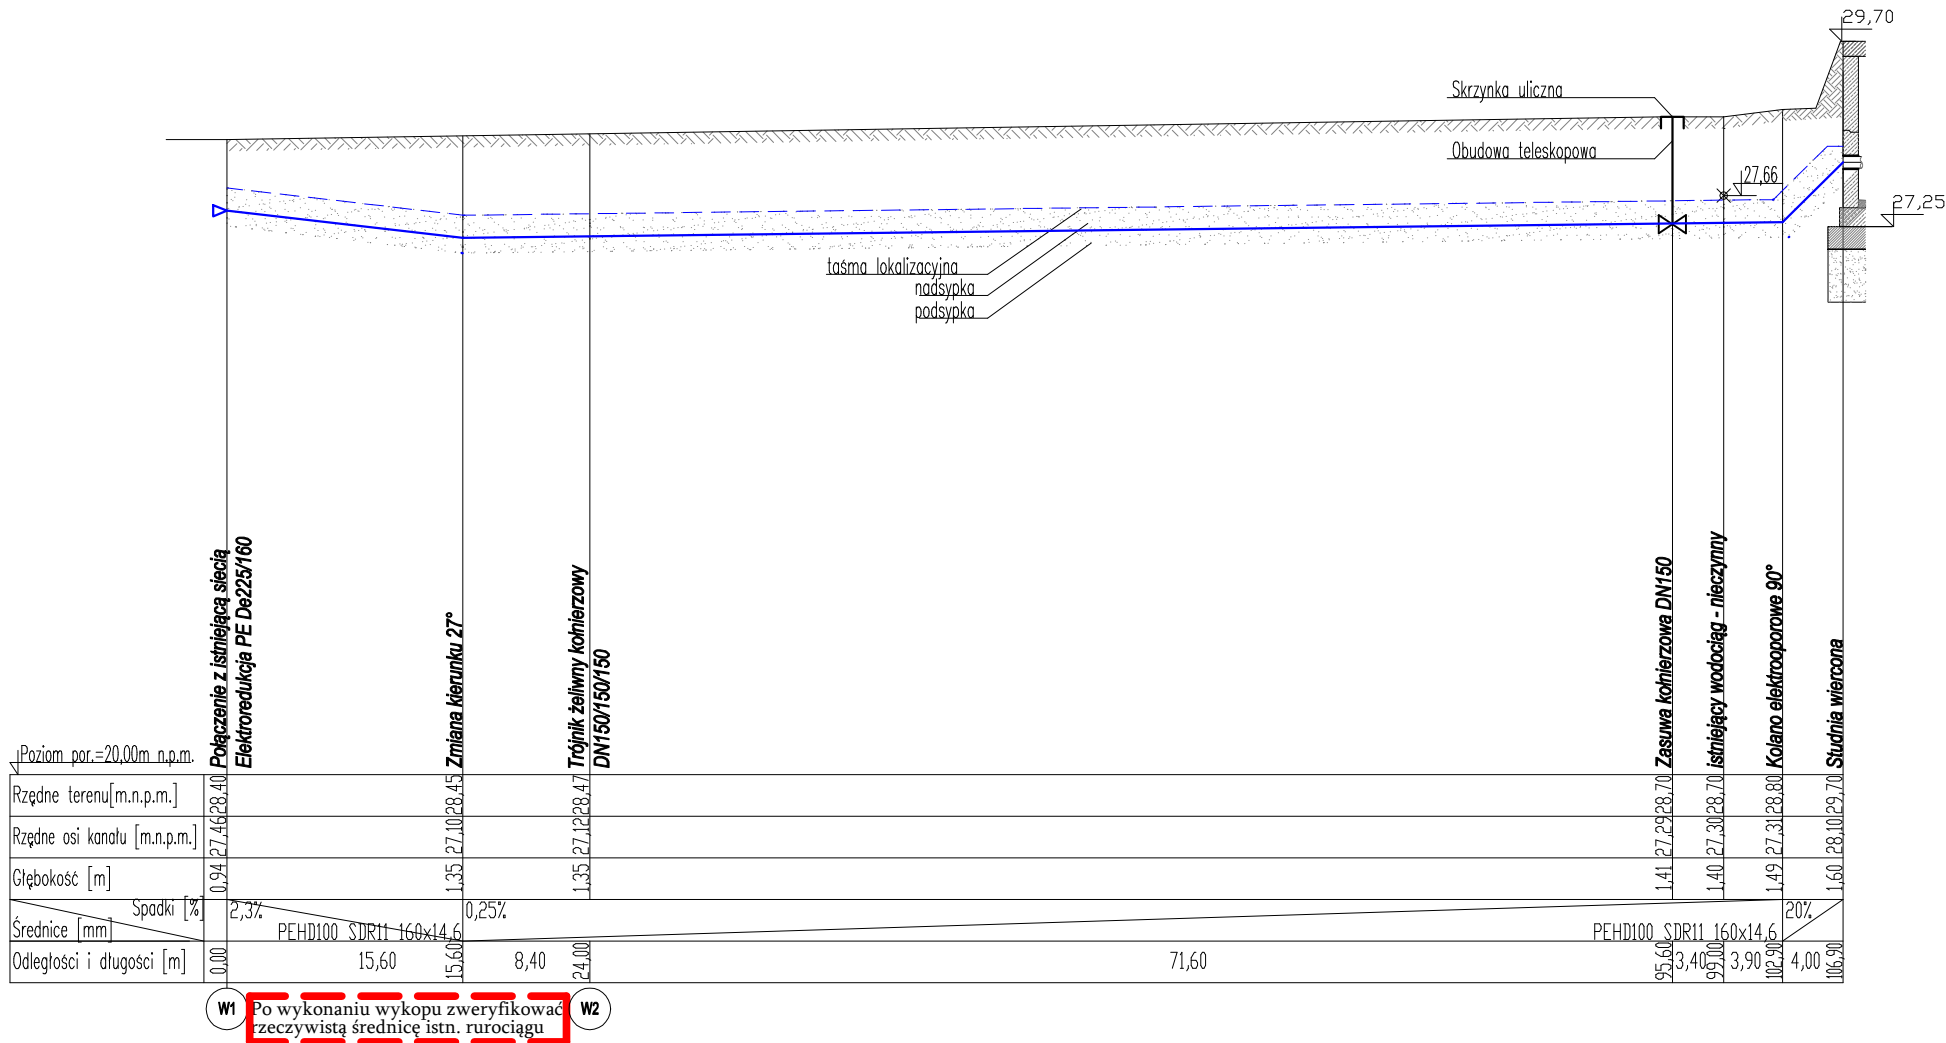 29,70
Skrzynka uliczna
Obudowa teleskopowa
27,66
27,25
taśma lokalizacyjna
nadsypka
podsypka
Połączenie z istniejącą siecią
Elektroredukcja PE De225/160
Zmiana kierunku 27°
Trójnik żeliwny kołnierzowy
DN150/150/150
Zasuwa kołnierzowa DN150
istniejący wodociąg - nieczynny
Kolano elektrooporowe 90°
Studnia wiercona
Poziom por.=20,00m n.p.m.
Rzędne terenu[m.n.p.m.] 28,40 28,45 28,47 28,70 28,70 28,80 29,70
Rzędne osi kanału [m.n.p.m.] 27,46 27,10 27,12 27,29 27,30 27,31 28,10
Głębokość [m] 0,94 1,35 1,35 1,41 1,40 1,49 1,60
Spadki [%] 2,3% 0,25% 20%
Średnice [mm] PEHD100 SDR11 160x14,6 PEHD100 SDR11 160x14,6
Odległości i długości [m] 0,00 15,60 15,60 8,40 24,00 71,60 95,60 3,40 99,00 3,90 102,90 4,00 106,90
W1
Po wykonaniu wykopu zweryfikować
rzeczywistą średnicę istn. rurociągu
W2